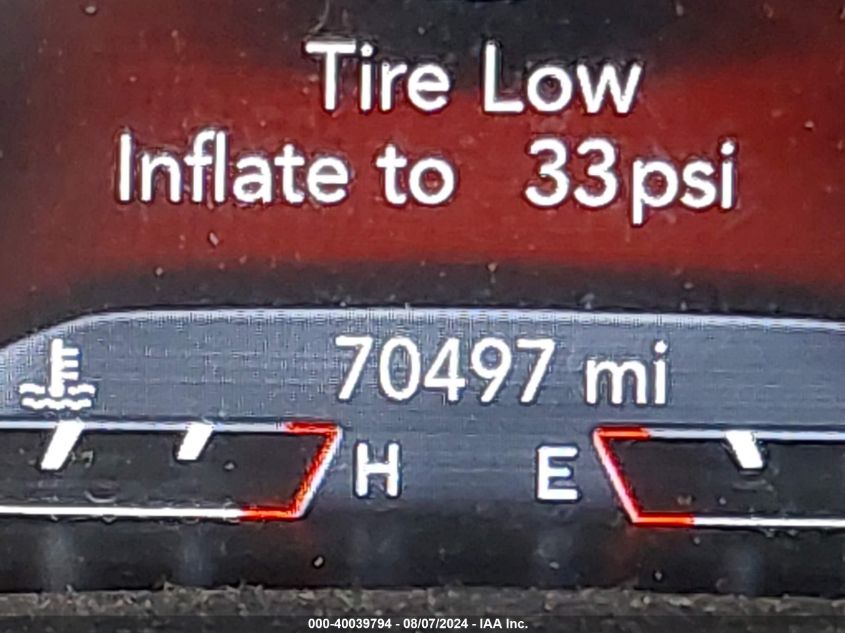 Tire Low
Inflate to 33psi
70497 mi
H E
000-40039794 - 08/07/2024 - IAA Inc.